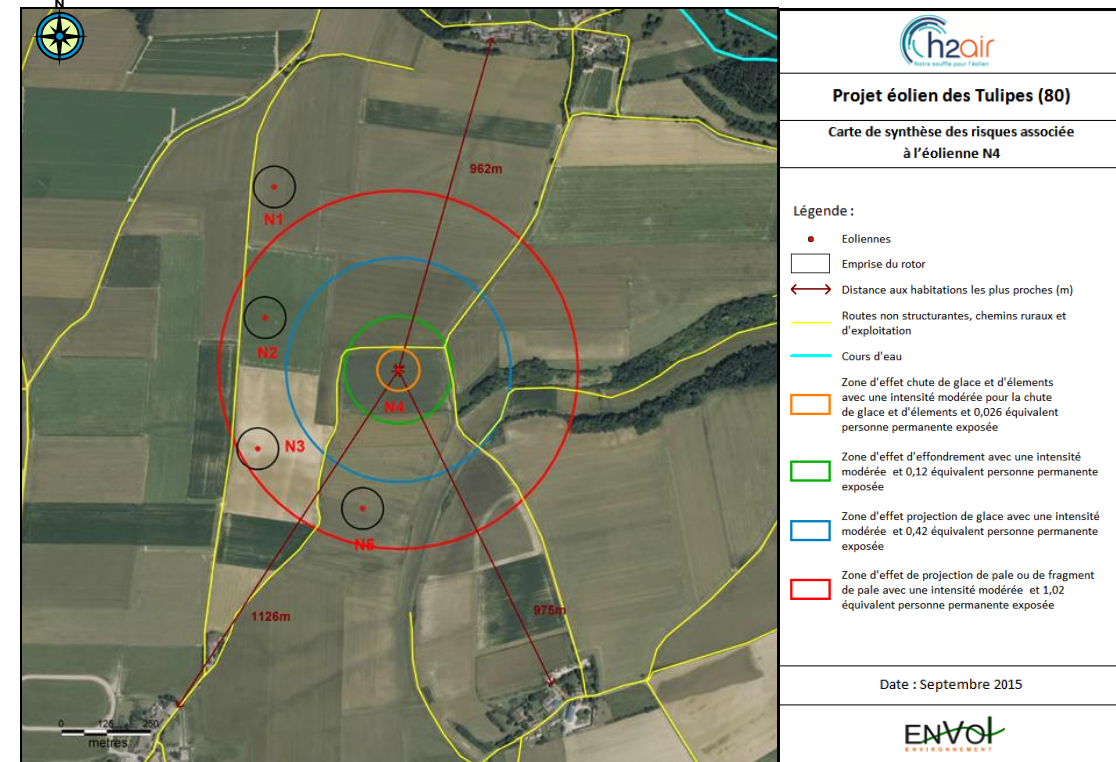 N
962m
N1
N2
N4
N3
N5
1126m
975m
0 125 250
metres
h2air
Notre souffle pour l'éolien
Projet éolien des Tulipes (80)
Carte de synthèse des risques associée
à l'éolienne N4
Légende :
Eoliennes
Emprise du rotor
Distance aux habitations les plus proches (m)
Routes non structurantes, chemins ruraux et
d'exploitation
Cours d'eau
Zone d'effet chute de glace et d'élements
avec une intensité modérée pour la chute
de glace et d'élements et 0,026 équivalent
personne permanente exposée
Zone d'effet d'effondrement avec une intensité
modérée et 0,12 équivalent personne permanente
exposée
Zone d'effet projection de glace avec une intensité
modérée et 0,42 équivalent personne permanente
exposée
Zone d'effet de projection de pale ou de fragment
de pale avec une intensité modérée et 1,02
équivalent personne permanente exposée
Date : Septembre 2015
ENVOL
ENVIRONNEMENT